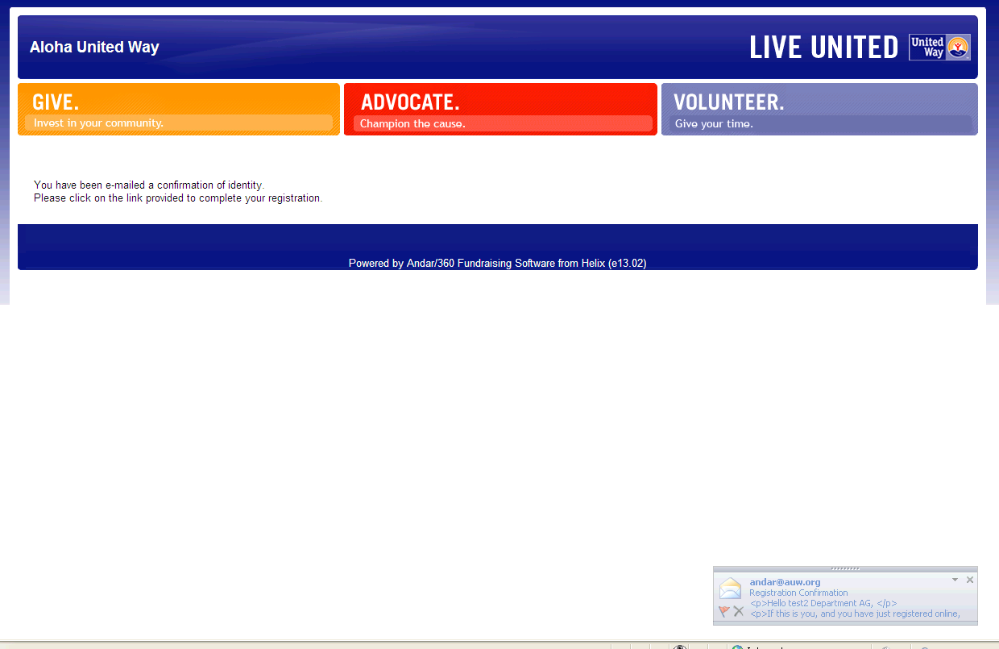 Aloha United Way
LIVE UNITED
United
Way
GIVE.
Invest in your community.
ADVOCATE.
Champion the cause.
VOLUNTEER.
Give your time.
You have been e-mailed a confirmation of identity.
Please click on the link provided to complete your registration.
Powered by Andar/360 Fundraising Software from Helix (e13.02)
andar@auw.org
Registration Confirmation
<p>Hello test2 Department AG, </p>
<p>If this is you, and you have just registered online,